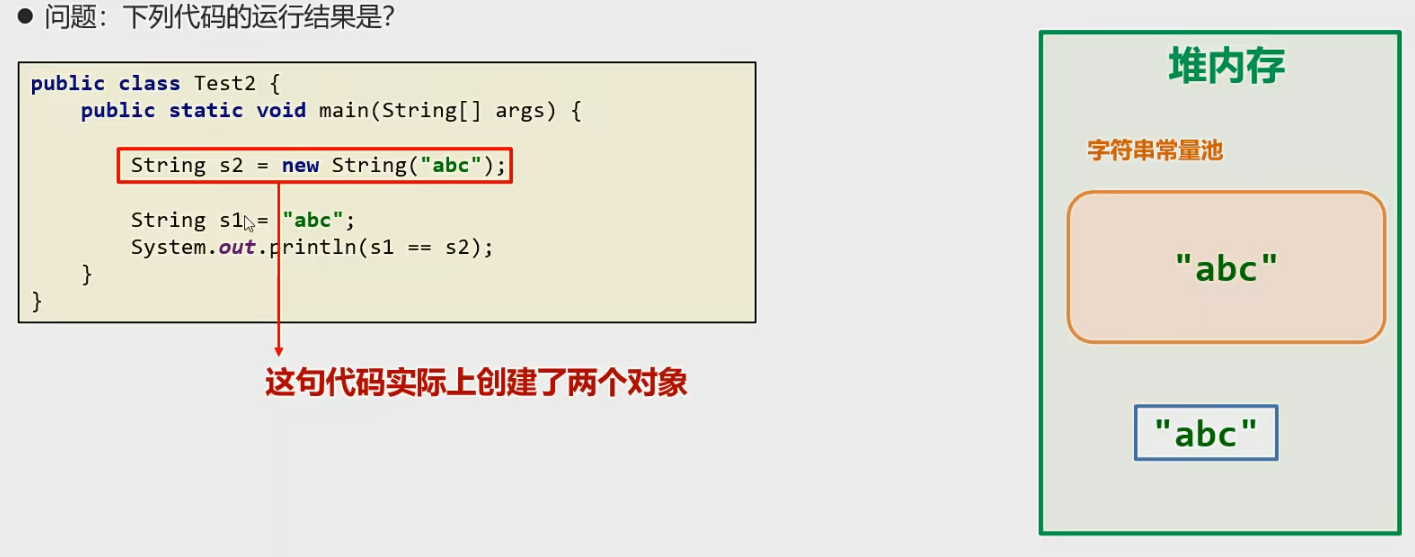 ● 问题：下列代码的运行结果是？
public class Test2 {
    public static void main(String[] args) {
        String s2 = new String("abc");
        String s1 = "abc";
        System.out.println(s1 == s2);
    }
}
这句代码实际上创建了两个对象
堆内存
字符串常量池
"abc"
"abc"